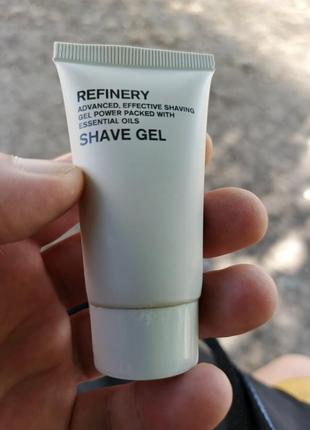 REFINERY
ADVANCED, EFFECTIVE SHAVING
GEL POWER PACKED WITH
ESSENTIAL OILS
SHAVE GEL